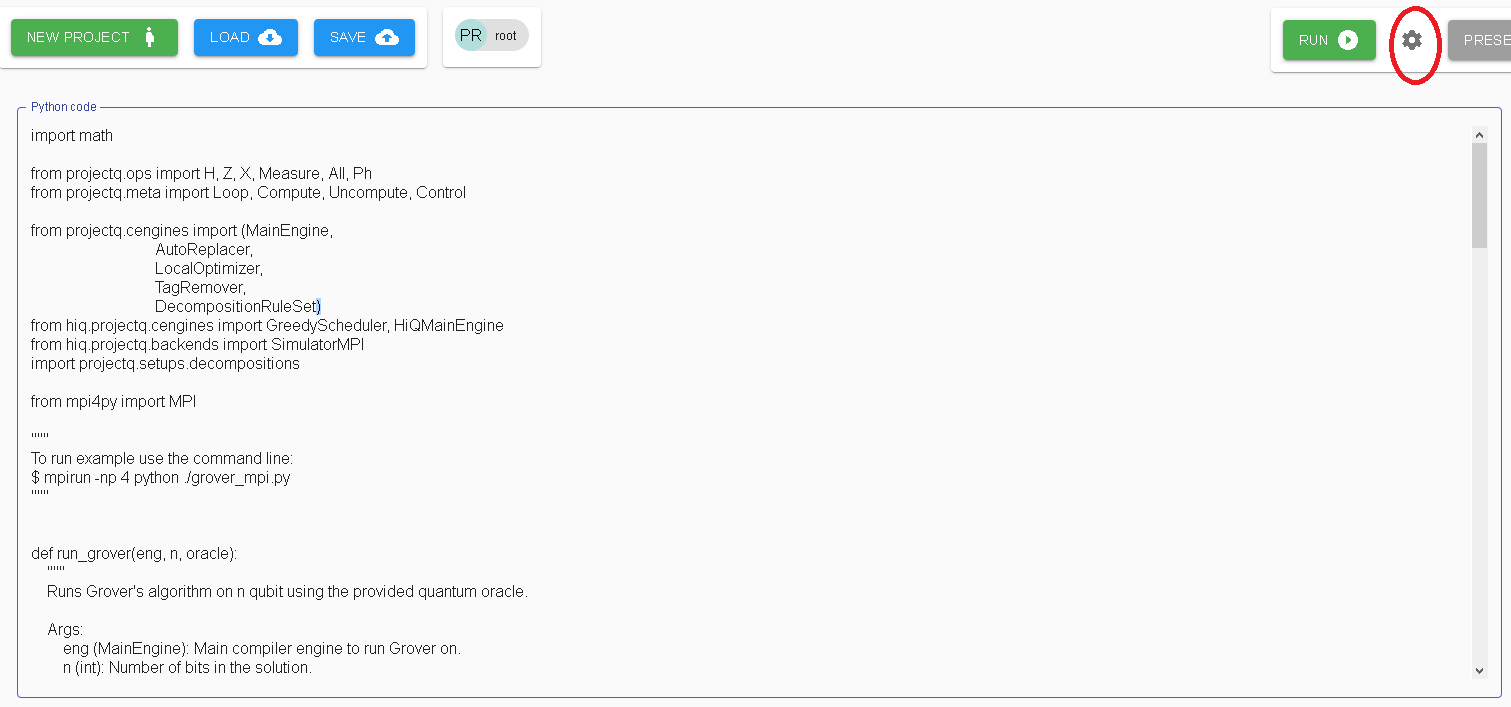 NEW PROJECT
LOAD
SAVE
PR root
RUN
PRESE
Python code
import math
from projectq.ops import H, Z, X, Measure, All, Ph
from projectq.meta import Loop, Compute, Uncompute, Control
from projectq.cengines import (MainEngine,
AutoReplacer,
LocalOptimizer,
TagRemover,
DecompositionRuleSet)
from hiq.projectq.cengines import GreedyScheduler, HiQMainEngine
from hiq.projectq.backends import SimulatorMPI
import projectq.setups.decompositions
from mpi4py import MPI
"""
To run example use the command line:
$ mpirun -np 4 python ./grover_mpi.py
"""
def run_grover(eng, n, oracle):
"""
Runs Grover's algorithm on n qubit using the provided quantum oracle.
Args:
eng (MainEngine): Main compiler engine to run Grover on.
n (int): Number of bits in the solution.